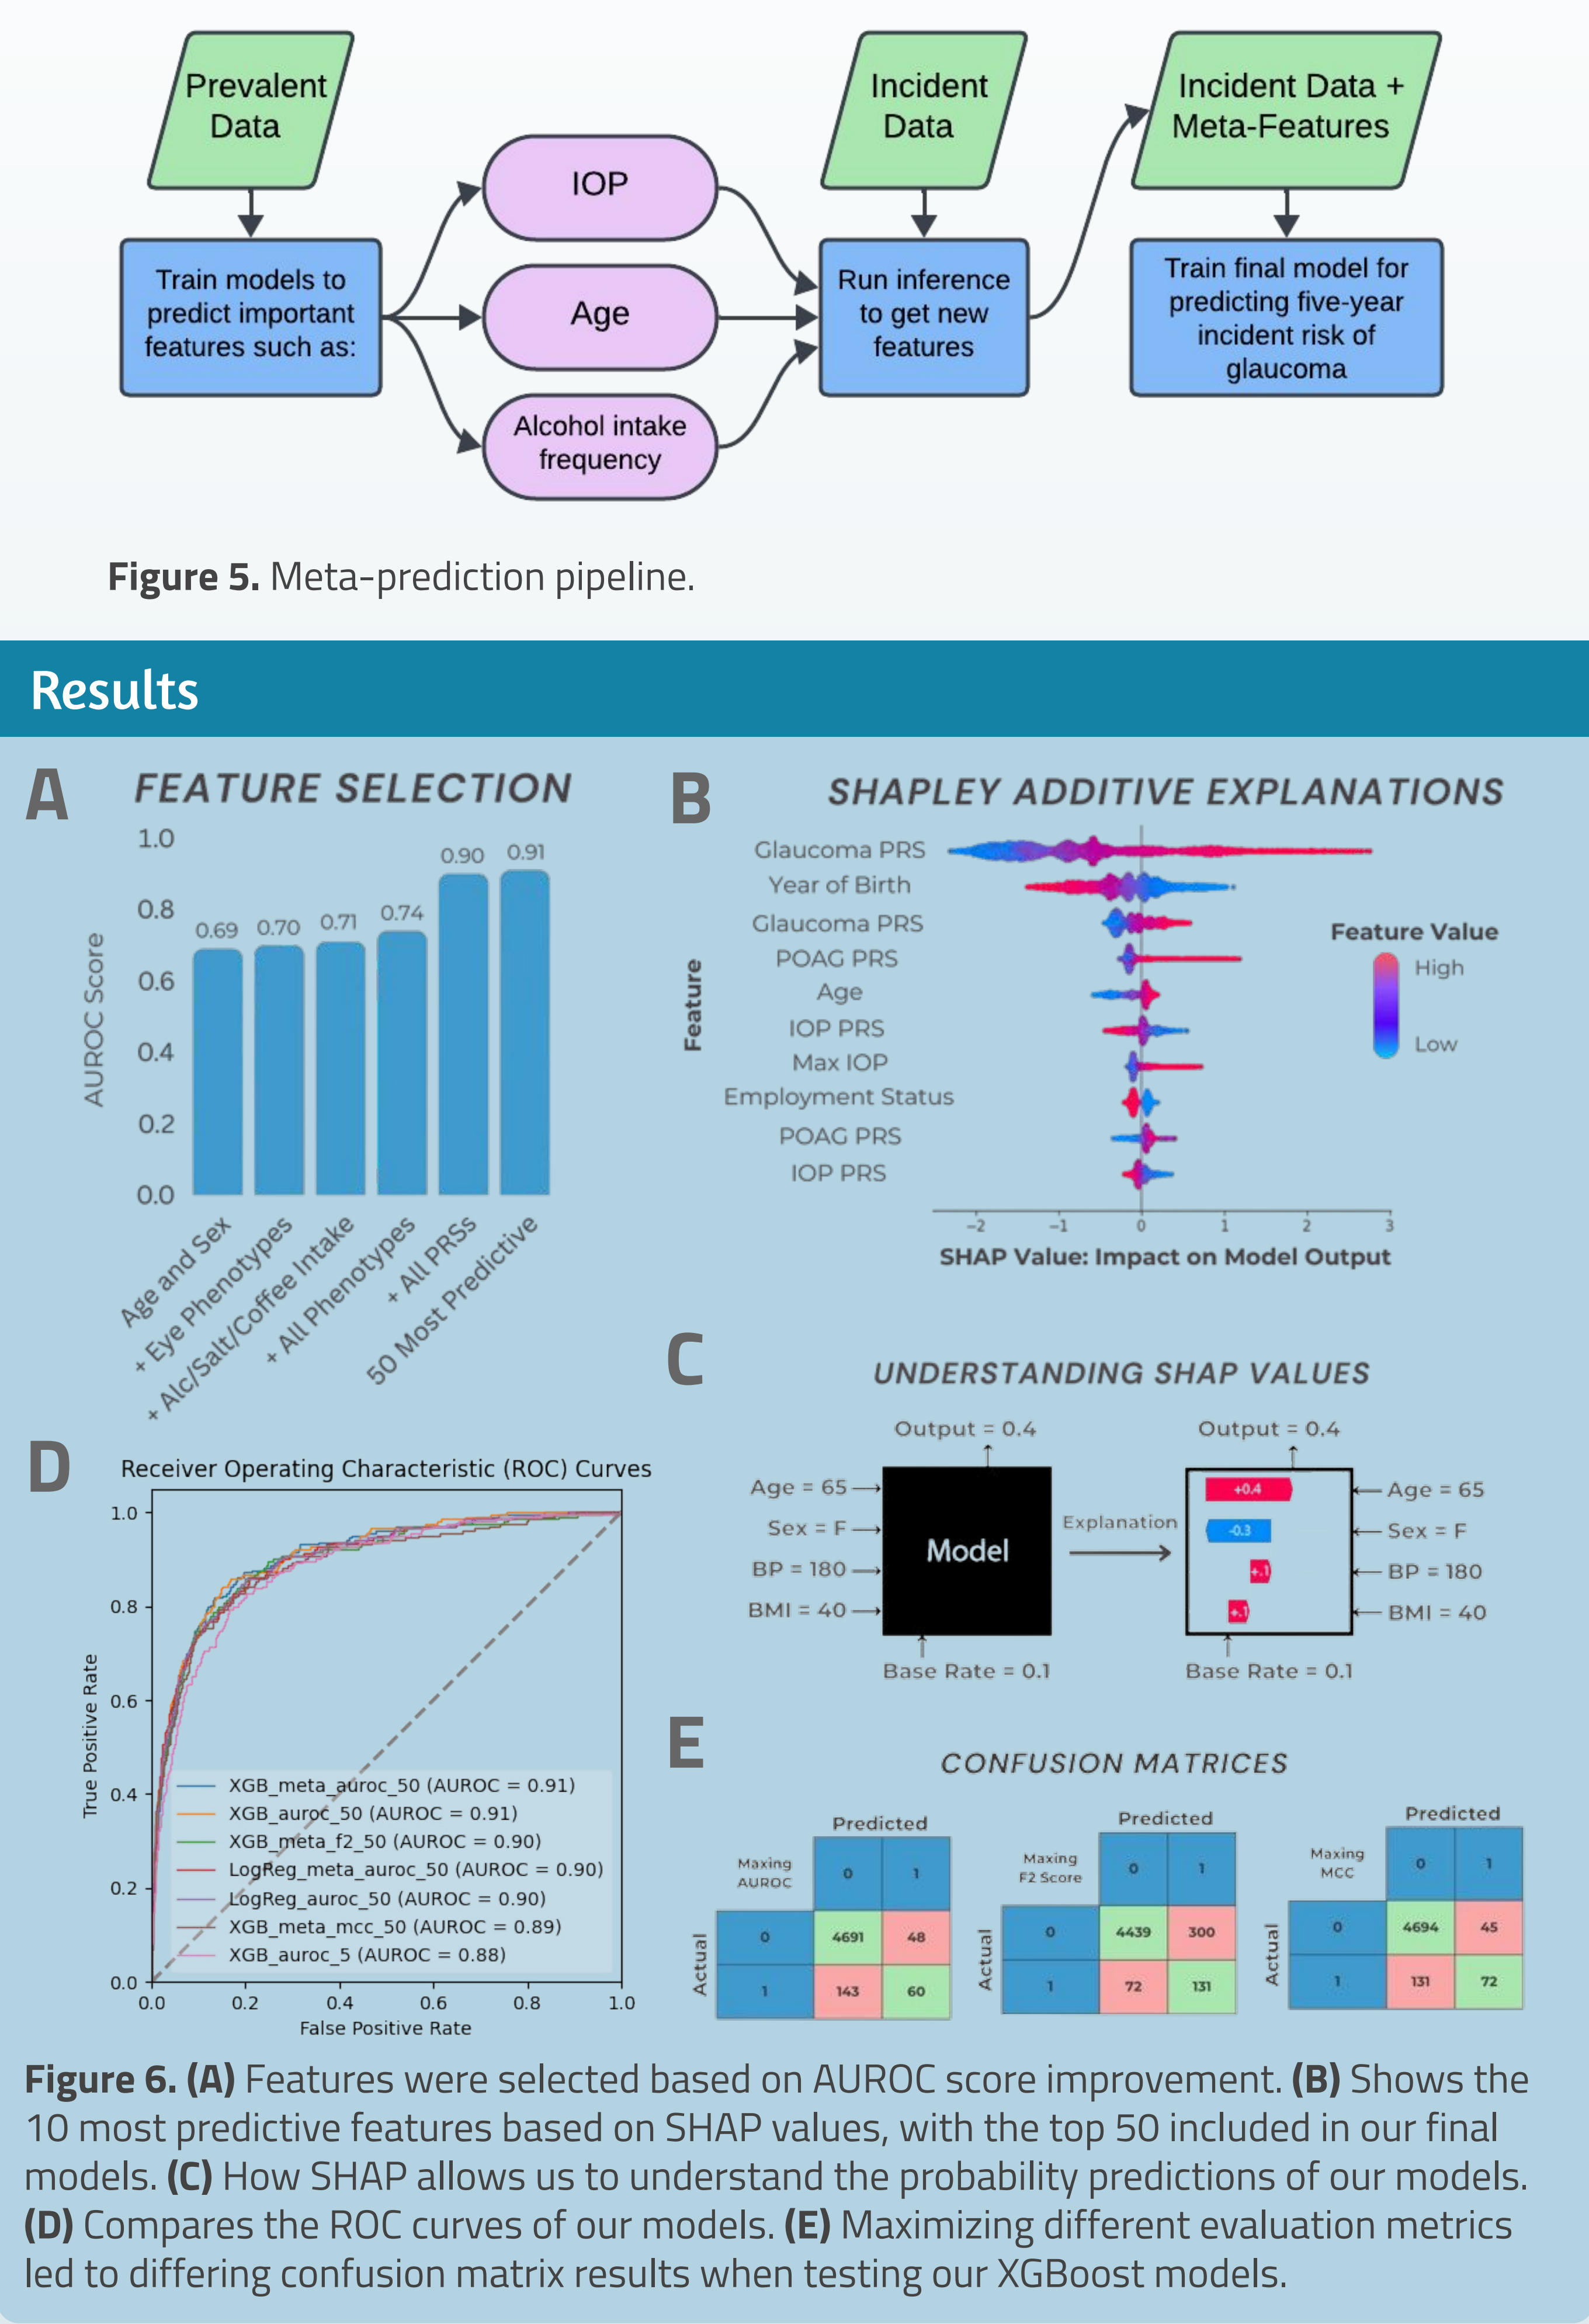 Prevalent
Data
Incident
Data
Incident Data +
Meta-Features
Train models to
predict important
features such as:
IOP
Age
Alcohol intake
frequency
Run inference
to get new
features
Train final model for
predicting five-year
incident risk of
glaucoma
Figure 5. Meta-prediction pipeline.
Results
A
FEATURE SELECTION
AUROC Score
1.0
0.8
0.6
0.4
0.2
0.0
0.69
0.70
0.71
0.74
0.90
0.91
Age and Sex
+ Eye Phenotypes
+ Alc/Salt/Coffee Intake
+ All Phenotypes
+ All PRSs
50 Most Predictive
B
SHAPLEY ADDITIVE EXPLANATIONS
Feature
Glaucoma PRS
Year of Birth
Glaucoma PRS
POAG PRS
Age
IOP PRS
Max IOP
Employment Status
POAG PRS
IOP PRS
Feature Value
High
Low
-2 -1 0 1 2 3
SHAP Value: Impact on Model Output
C
UNDERSTANDING SHAP VALUES
Output = 0.4
Age = 65
Sex = F
BP = 180
BMI = 40
Model
Base Rate = 0.1
Explanation
Output = 0.4
+0.4
-0.3
+.1
+.1
Age = 65
Sex = F
BP = 180
BMI = 40
Base Rate = 0.1
D
Receiver Operating Characteristic (ROC) Curves
True Positive Rate
1.0
0.8
0.6
0.4
0.2
0.0
XGB_meta_auroc_50 (AUROC = 0.91)
XGB_auroc_50 (AUROC = 0.91)
XGB_meta_f2_50 (AUROC = 0.90)
LogReg_meta_auroc_50 (AUROC = 0.90)
LogReg_auroc_50 (AUROC = 0.90)
XGB_meta_mcc_50 (AUROC = 0.89)
XGB_auroc_5 (AUROC = 0.88)
0.0 0.2 0.4 0.6 0.8 1.0
False Positive Rate
E
CONFUSION MATRICES
Predicted
Maxing
AUROC
0 1
Actual
0 4691 48
1 143 60
Predicted
Maxing
F2 Score
0 1
Actual
0 4439 300
1 72 131
Predicted
Maxing
MCC
0 1
Actual
0 4694 45
1 131 72
Figure 6. (A) Features were selected based on AUROC score improvement. (B) Shows the
10 most predictive features based on SHAP values, with the top 50 included in our final
models. (C) How SHAP allows us to understand the probability predictions of our models.
(D) Compares the ROC curves of our models. (E) Maximizing different evaluation metrics
led to differing confusion matrix results when testing our XGBoost models.